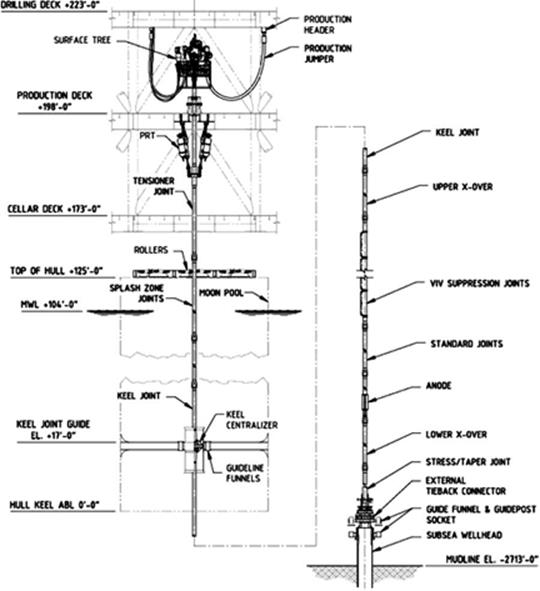 DRILLING DECK +223'-0"
PRODUCTION
HEADER
SURFACE TREE
PRODUCTION
JUMPER
PRODUCTION DECK
+198'-0"
PRT
TENSIONER
JOINT
CELLAR DECK +173'-0"
ROLLERS
TOP OF HULL +125'-0"
SPLASH ZONE
JOINTS
MOON POOL
MWL +104'-0"
KEEL JOINT
KEEL
CENTRALIZER
KEEL JOINT GUIDE
EL. +17'-0"
GUIDELINE
FUNNELS
HULL KEEL ABL 0'-0"
KEEL JOINT
UPPER X-OVER
VIV SUPPRESSION JOINTS
STANDARD JOINTS
ANODE
LOWER X-OVER
STRESS/TAPER JOINT
EXTERNAL
TIEBACK CONNECTOR
GUIDE FUNNEL & GUIDEPOST
SOCKET
SUBSEA WELLHEAD
MUDLINE EL. -2713'-0"